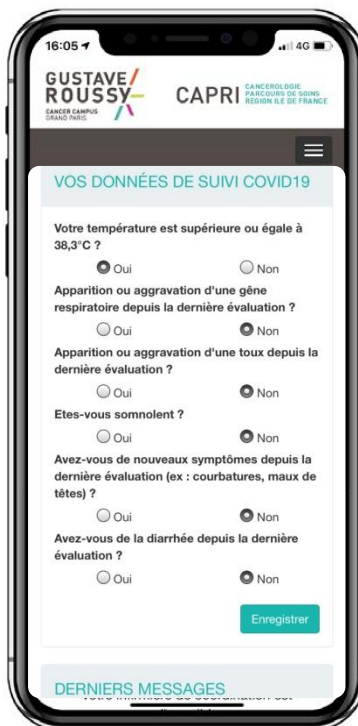 16:05
4G
GUSTAVE/
ROUSSY
CANCER CAMPUS
GRAND PARIS
CAPRI
CANCEROLOGIE
PARCOURS DE SOINS
REGION ILE DE FRANCE
VOS DONNÉES DE SUIVI COVID19
Votre température est supérieure ou égale à
38,3°C ?
Oui Non
Apparition ou aggravation d'une gêne
respiratoire depuis la dernière évaluation ?
Oui Non
Apparition ou aggravation d'une toux depuis la
dernière évaluation ?
Oui Non
Etes-vous somnolent ?
Oui Non
Avez-vous de nouveaux symptômes depuis la
dernière évaluation (ex : courbatures, maux de
têtes) ?
Oui Non
Avez-vous de la diarrhée depuis la dernière
évaluation ?
Oui Non
Enregistrer
DERNIERS MESSAGES